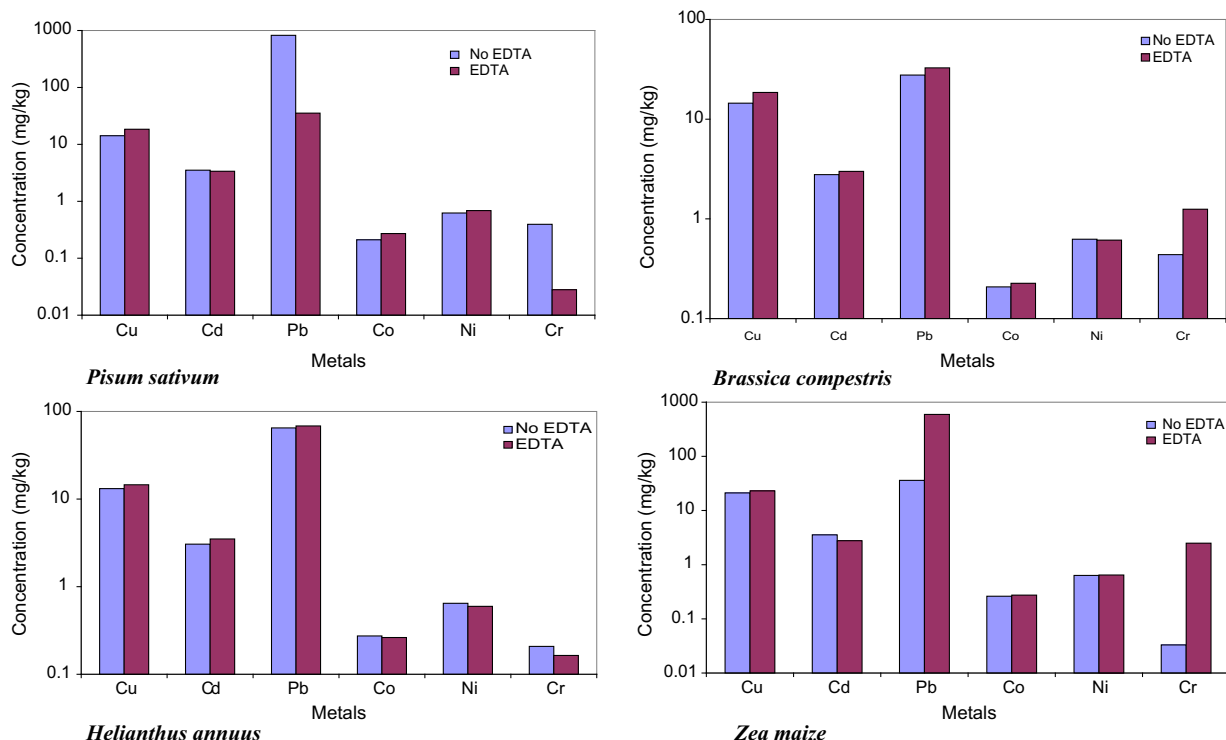 1000
100
10
1
0.1
0.01
Concentration (mg/kg)
No EDTA
EDTA
Cu Cd Pb Co Ni Cr
Metals
Pisum sativum
100
10
1
0.1
Concentration (mg/kg)
No EDTA
EDTA
Cu Cd Pb Co Ni Cr
Metals
Brassica compestris
100
10
1
0.1
Concentration (mg/kg)
No EDTA
EDTA
Cu Cd Pb Co Ni Cr
Metals
Helianthus annuus
1000
100
10
1
0.1
0.01
Concentration (mg/kg)
No EDTA
EDTA
Cu Cd Pb Co Ni Cr
Metals
Zea maize